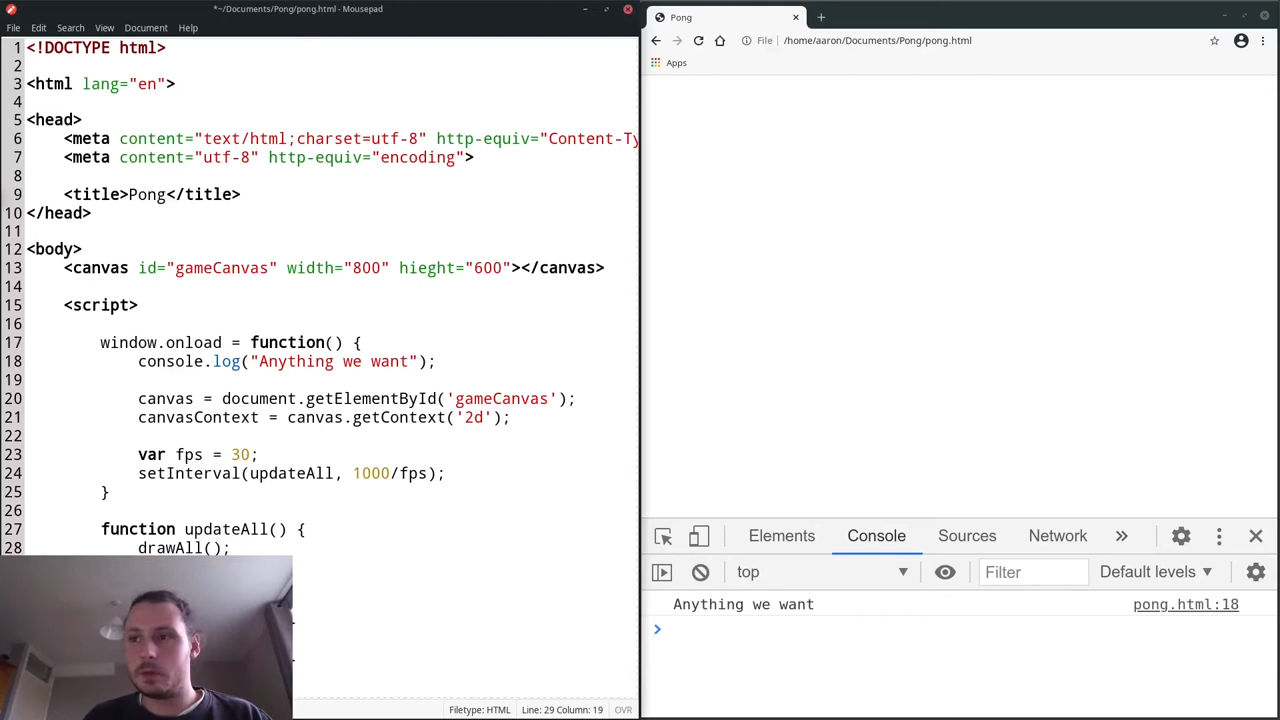 *~/Documents/Pong/pong.html - Mousepad
File Edit Search View Document Help
1 <!DOCTYPE html>
2
3 <html lang="en">
4
5 <head>
6 <meta content="text/html;charset=utf-8" http-equiv="Content-Ty
7 <meta content="utf-8" http-equiv="encoding">
8
9 <title>Pong</title>
10 </head>
11
12 <body>
13 <canvas id="gameCanvas" width="800" hieght="600"></canvas>
14
15 <script>
16
17 window.onload = function() {
18 console.log("Anything we want");
19
20 canvas = document.getElementById('gameCanvas');
21 canvasContext = canvas.getContext('2d');
22
23 var fps = 30;
24 setInterval(updateAll, 1000/fps);
25 }
26
27 function updateAll() {
28 drawAll();
Filetype: HTML Line: 29 Column: 19 OVR
Pong
File /home/aaron/Documents/Pong/pong.html
Apps
Elements Console Sources Network
top Filter Default levels
Anything we want pong.html:18